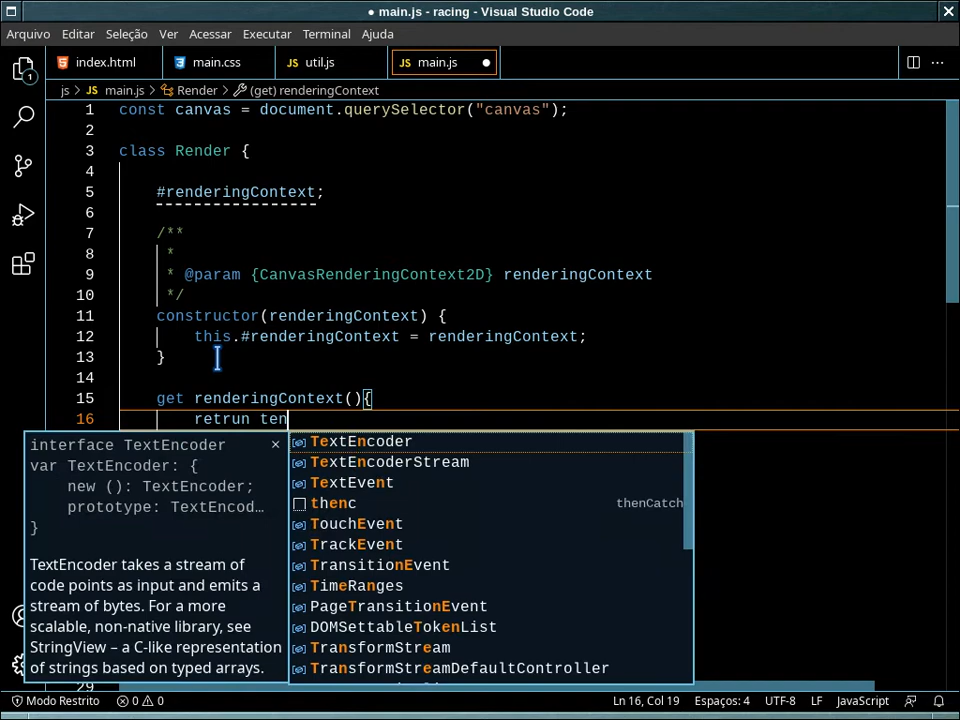 ● main.js - racing - Visual Studio Code
Arquivo Editar Seleção Ver Acessar Executar Terminal Ajuda
index.html main.css util.js main.js ●
js > JS main.js > Render > (get) renderingContext
1 const canvas = document.querySelector("canvas");
2
3 class Render {
4
5 #renderingContext;
6
7 /**
8 *
9 * @param {CanvasRenderingContext2D} renderingContext
10 */
11 constructor(renderingContext) {
12 this.#renderingContext = renderingContext;
13 }
14
15 get renderingContext(){
16 retrun ten
interface TextEncoder ×
var TextEncoder: {
new (): TextEncoder;
prototype: TextEncod…
}
TextEncoder takes a stream of
code points as input and emits a
stream of bytes. For a more
scalable, non-native library, see
StringView – a C-like representation
of strings based on typed arrays.
TextEncoder
TextEncoderStream
TextEvent
thenc thenCatch
TouchEvent
TrackEvent
TransitionEvent
TimeRanges
PageTransitionEvent
DOMSettableTokenList
TransformStream
TransformStreamDefaultController
29
Modo Restrito 0 0 Ln 16, Col 19 Espaços: 4 UTF-8 LF JavaScript